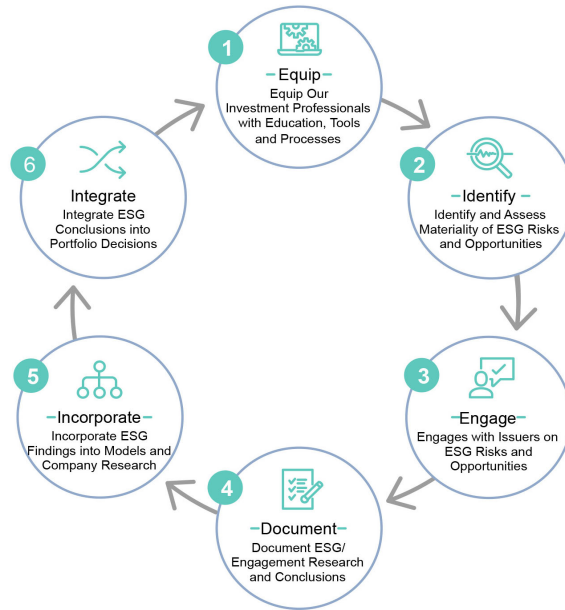 1
Equip
Equip Our
Investment Professionals
with Education, Tools
and Processes
2
Identify
Identify and Assess
Materiality of ESG Risks
and Opportunities
3
Engage
Engages with Issuers on
ESG Risks and
Opportunities
4
Document
Document ESG/
Engagement Research
and Conclusions
5
Incorporate
Incorporate ESG
Findings into Models and
Company Research
6
Integrate
Integrate ESG
Conclusions into
Portfolio Decisions